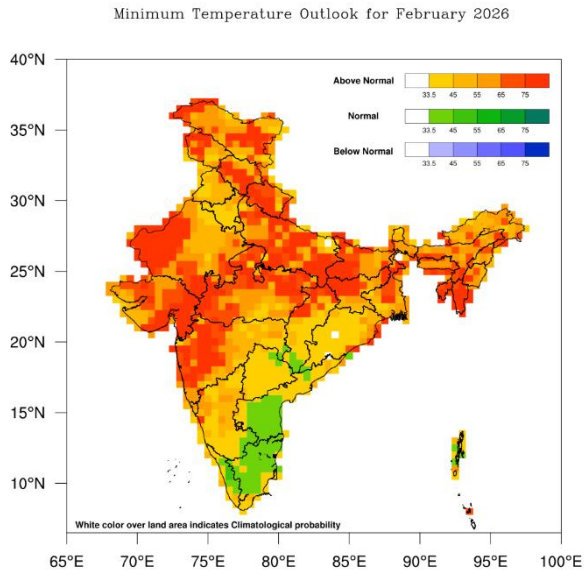 Minimum Temperature Outlook for February 2026
40°N
35°N
30°N
25°N
20°N
15°N
10°N
Above Normal
33.5 45 55 65 75
Normal
33.5 45 55 65 75
Below Normal
33.5 45 55 65 75
White color over land area indicates Climatological probability
65°E 70°E 75°E 80°E 85°E 90°E 95°E 100°E